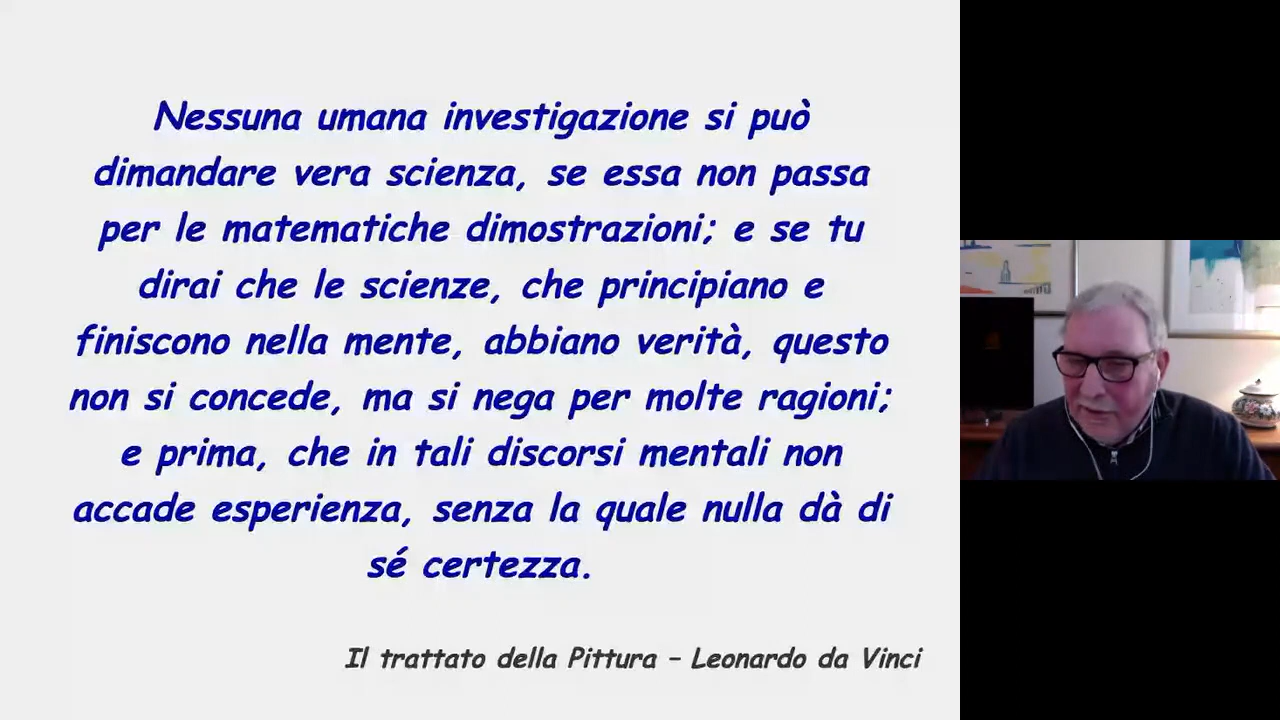 Nessuna umana investigazione si può
dimandare vera scienza, se essa non passa
per le matematiche dimostrazioni; e se tu
dirai che le scienze, che principiano e
finiscono nella mente, abbiano verità, questo
non si concede, ma si nega per molte ragioni;
e prima, che in tali discorsi mentali non
accade esperienza, senza la quale nulla dà di
sé certezza.
Il trattato della Pittura – Leonardo da Vinci